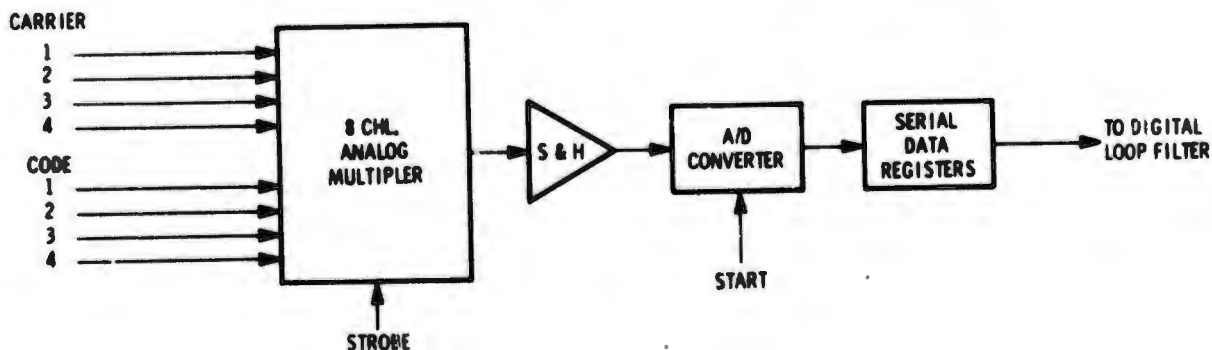 CARRIER
1
2
3
4
CODE
1
2
3
4
8 CHL.
ANALOG
MULTIPLER
STROBE
S & H
A/D
CONVERTER
START
SERIAL
DATA
REGISTERS
TO DIGITAL
LOOP FILTER